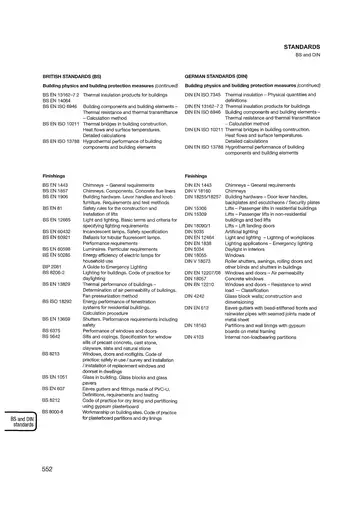 STANDARDS
BS and DIN
BRITISH STANDARDS (BS)
Building physics and building protection measures (continued)
BS EN 13162–7.2 Thermal insulation products for buildings
BS EN 14064
BS EN ISO 6946 Building components and building elements –
Thermal resistance and thermal transmittance
– Calculation method
BS EN ISO 10211 Thermal bridges in building construction.
Heat flows and surface temperatures.
Detailed calculations
BS EN ISO 13788 Hygrothermal performance of building
components and building elements
Finishings
BS EN 1443 Chimneys – General requirements
BS EN 1857 Chimneys. Components. Concrete flue liners
BS EN 1906 Building hardware. Lever handles and knob
furniture. Requirements and test methods
BS EN 81 Safety rules for the construction and
installation of lifts
BS EN 12665 Light and lighting. Basic terms and criteria for
specifying lighting requirements
BS EN 60432 Incandescent lamps. Safety specification
BS EN 60921 Ballasts for tubular fluorescent lamps.
Performance requirements
BS EN 60598 Luminaires. Particular requirements
BS EN 50285 Energy efficiency of electric lamps for
household use
BIP 2081 A Guide to Emergency Lighting
BS 8206-2 Lighting for buildings. Code of practice for
daylighting
BS EN 13829 Thermal performance of buildings –
Determination of air permeability of buildings.
Fan pressurization method
BS ISO 18292 Energy performance of fenestration
systems for residential buildings.
Calculation procedure
BS EN 13659 Shutters. Performance requirements including
safety
BS 6375 Performance of windows and doors
BS 5642 Sills and copings. Specification for window
sills of precast concrete, cast stone,
clayware, slate and natural stone
BS 8213 Windows, doors and rooflights. Code of
practice; safety in use / survey and installation
/ installation of replacement windows and
doorset in dwellings
BS EN 1051 Glass in building. Glass blocks and glass
pavers
BS EN 607 Eaves gutters and fittings made of PVC-U.
Definitions, requirements and testing
BS 8212 Code of practice for dry lining and partitioning
using gypsum plasterboard
BS 8000-8 Workmanship on building sites. Code of practice
for plasterboard partitions and dry linings
GERMAN STANDARDS (DIN)
Building physics and building protection measures (continued)
DIN EN ISO 7345 Thermal insulation – Physical quantities and
definitions
DIN EN 13162–7.2 Thermal insulation products for buildings
DIN EN ISO 6946 Building components and building elements –
Thermal resistance and thermal transmittance
– Calculation method
DIN EN ISO 10211 Thermal bridges in building construction.
Heat flows and surface temperatures.
Detailed calculations
DIN EN ISO 13788 Hygrothermal performance of building
components and building elements
Finishings
DIN EN 1443 Chimneys – General requirements
DIN V 18160 Chimneys
DIN 18255/18257 Building hardware – Door lever handles,
backplates and escutcheons / Security plates
DIN 15306 Lifts – Passenger lifts in residential buildings
DIN 15309 Lifts – Passenger lifts in non-residential
buildings and bed lifts
DIN 18090/1 Lifts – Lift landing doors
DIN 5035 Artificial lighting
DIN EN 12464 Light and lighting – Lighting of workplaces
DIN EN 1838 Lighting applications – Emergency lighting
DIN 5034 Daylight in interiors
DIN 18055 Windows
DIN V 18073 Roller shutters, awnings, rolling doors and
other blinds and shutters in buildings
DIN EN 12207/08 Windows and doors – Air permeability
DIN 18057 Concrete windows
DIN EN 12210 Windows and doors – Resistance to wind
load — Classification
DIN 4242 Glass block walls; construction and
dimensioning
DIN EN 612 Eaves gutters with bead-stiffened fronts and
rainwater pipes with seamed joints made of
metal sheet
DIN 18183 Partitions and wall linings with gypsum
boards on metal framing
DIN 4103 Internal non-loadbearing partitions
BS and DIN
standards
552